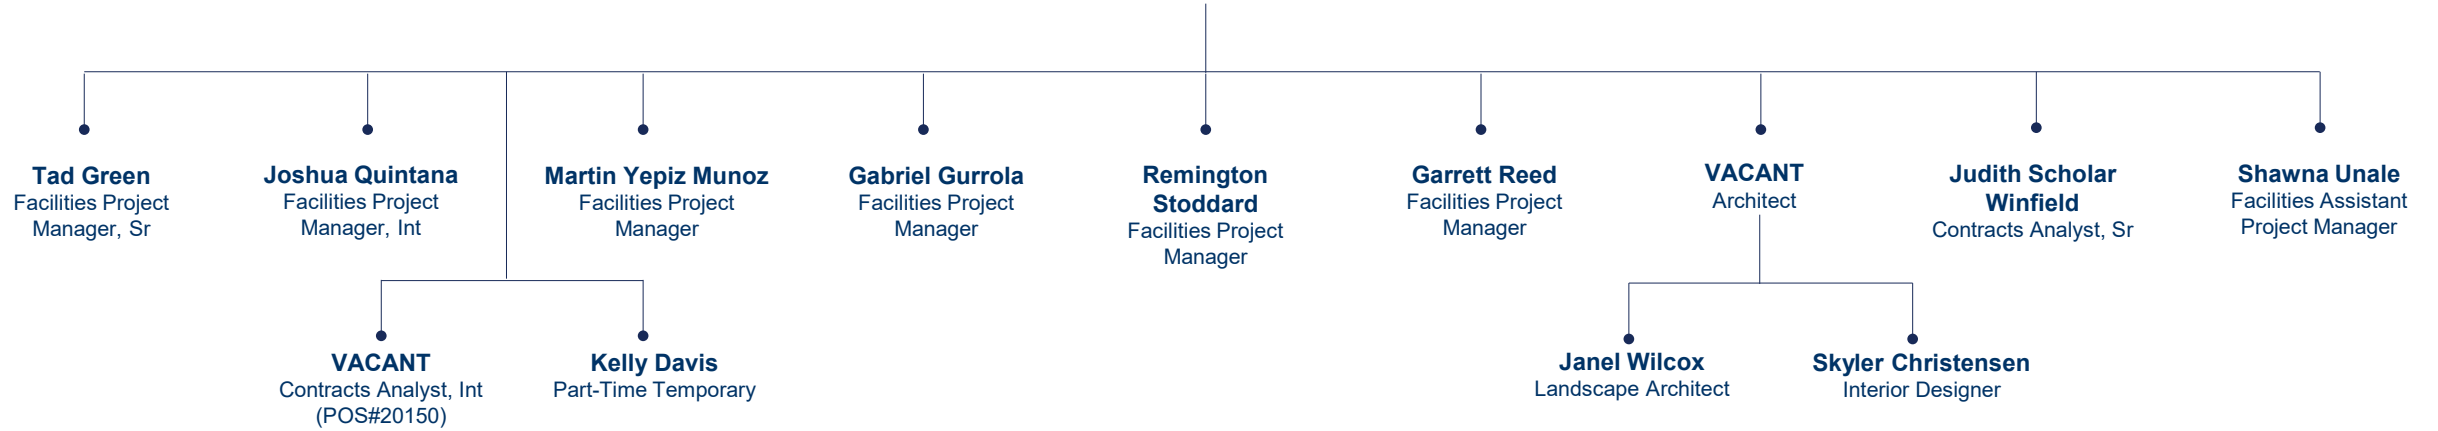 Tad Green
Facilities Project
Manager, Sr
Joshua Quintana
Facilities Project
Manager, Int
Martin Yepiz Munoz
Facilities Project
Manager
Gabriel Gurrola
Facilities Project
Manager
Remington
Stoddard
Facilities Project
Manager
Garrett Reed
Facilities Project
Manager
VACANT
Architect
Judith Scholar
Winfield
Contracts Analyst, Sr
Shawna Unale
Facilities Assistant
Project Manager
VACANT
Contracts Analyst, Int
(POS#20150)
Kelly Davis
Part-Time Temporary
Janel Wilcox
Landscape Architect
Skyler Christensen
Interior Designer